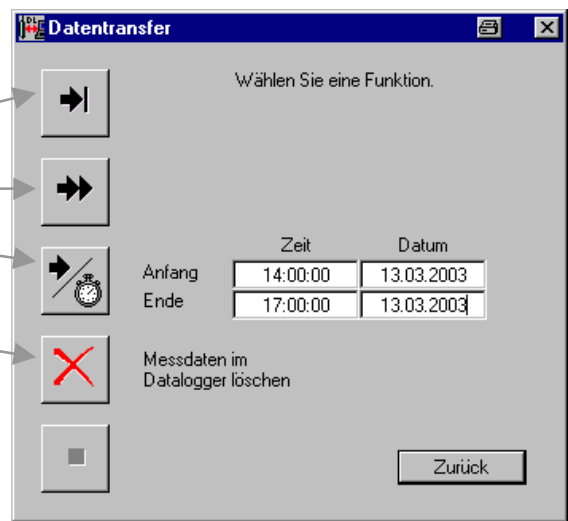 Datentransfer
Wählen Sie eine Funktion.
Zeit Datum
Anfang 14:00:00 13.03.2003
Ende 17:00:00 13.03.2003
Messdaten im
Datalogger löschen
Zurück